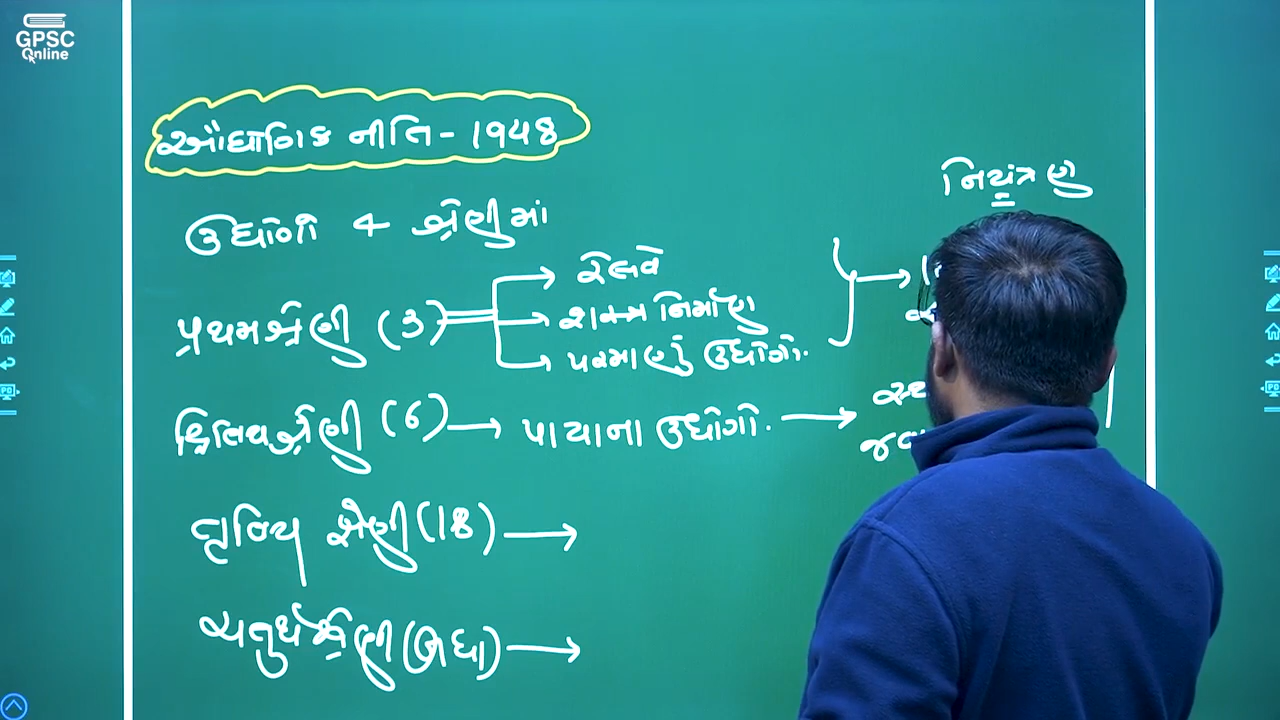 GPSC
Online
ઔદ્યોગિક નીતિ - 1948
નિયંત્રણ
ઉદ્યોગો 4 શ્રેણીમાં
પ્રથમ શ્રેણી (3)
રેલવે
શસ્ત્ર નિર્માણ
પરમાણું ઉદ્યોગો.
દ્વિતિય શ્રેણી (6) → પાયાના ઉદ્યોગો. →
તૃતિય શ્રેણી (18) →
ચતુર્થ શ્રેણી (બધા) →